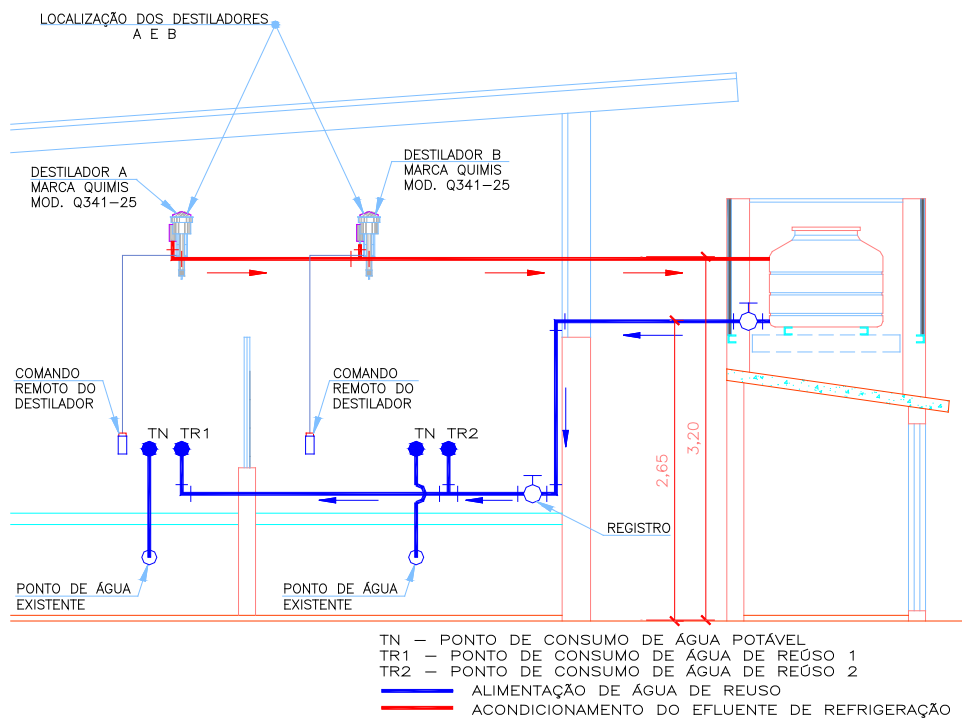 LOCALIZAÇÃO DOS DESTILADORES
A E B
DESTILADOR A
MARCA QUIMIS
MOD. Q341-25
DESTILADOR B
MARCA QUIMIS
MOD. Q341-25
COMANDO
REMOTO DO
DESTILADOR
COMANDO
REMOTO DO
DESTILADOR
TN TR1
TN TR2
2,65
3,20
REGISTRO
PONTO DE ÁGUA
EXISTENTE
PONTO DE ÁGUA
EXISTENTE
TN – PONTO DE CONSUMO DE ÁGUA POTÁVEL
TR1 – PONTO DE CONSUMO DE ÁGUA DE REÚSO 1
TR2 – PONTO DE CONSUMO DE ÁGUA DE REÚSO 2
ALIMENTAÇÃO DE ÁGUA DE REUSO
ACONDICIONAMENTO DO EFLUENTE DE REFRIGERAÇÃO